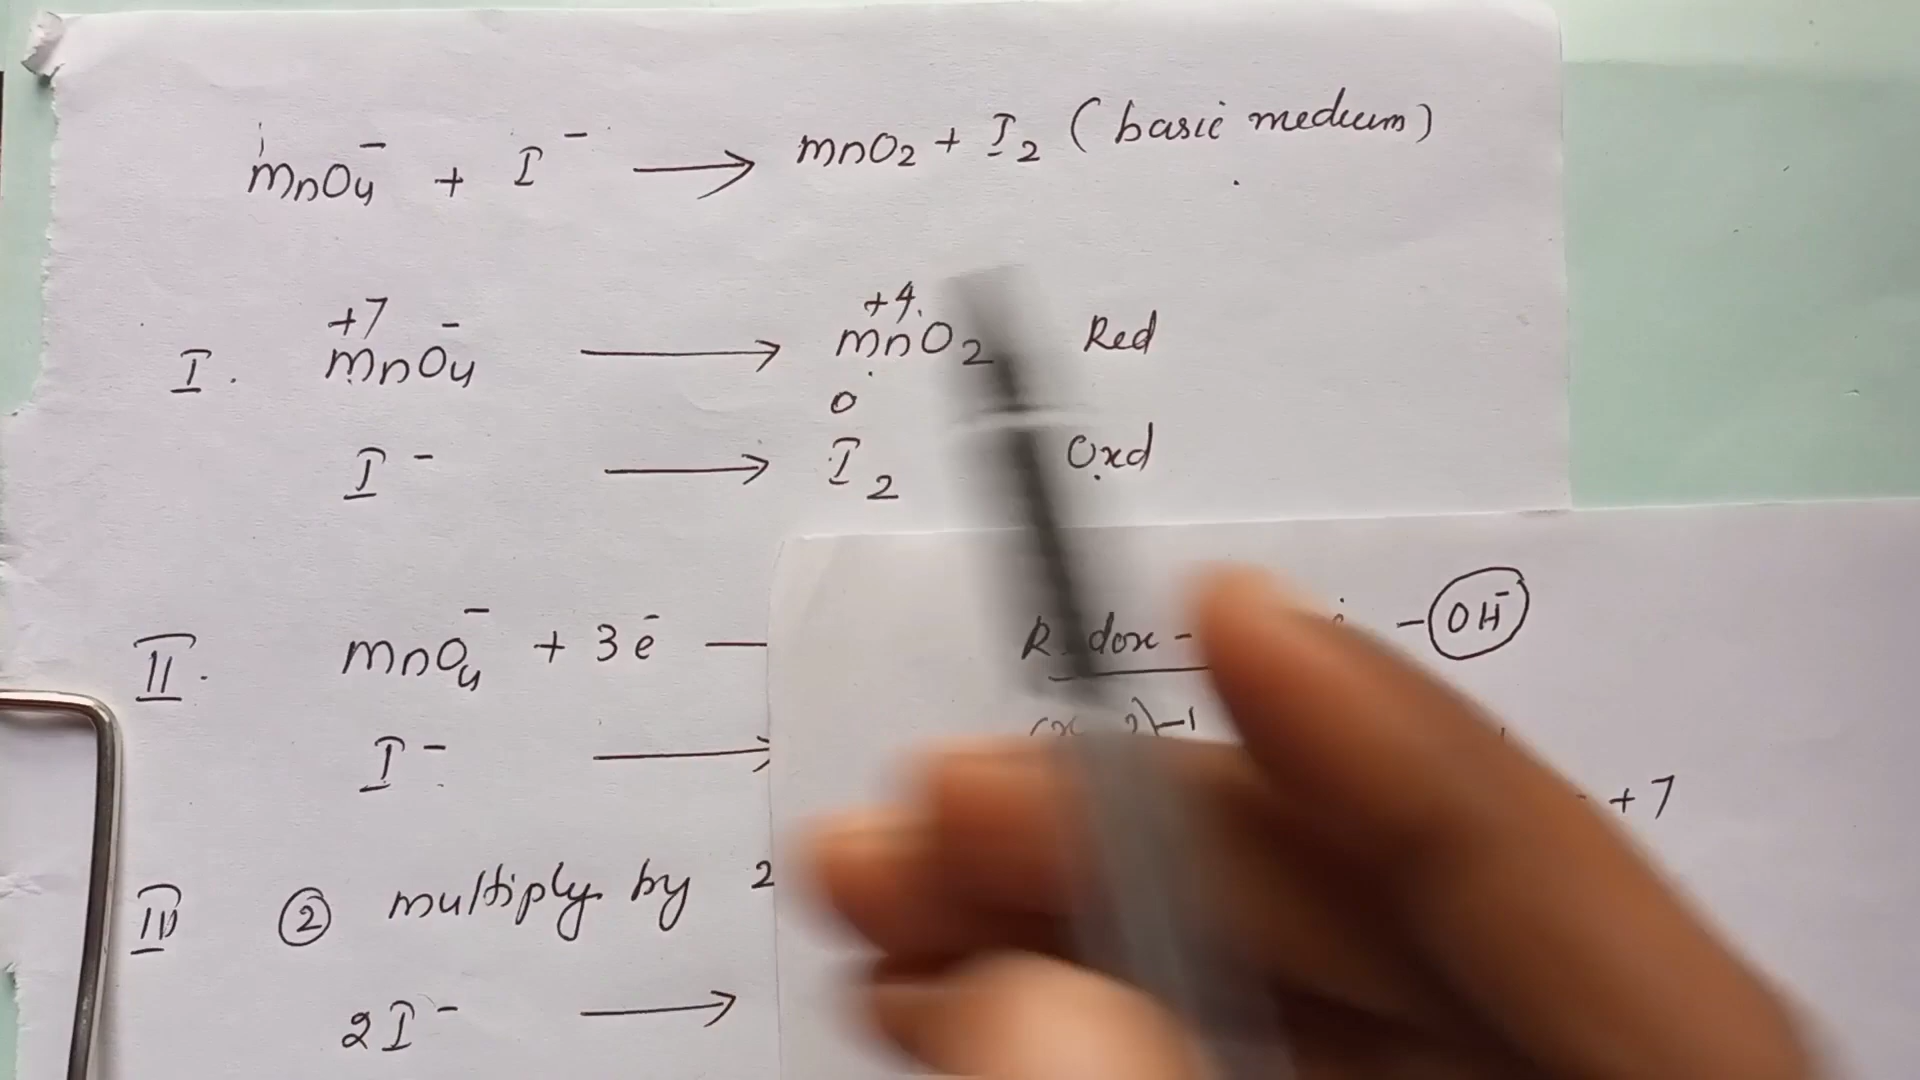 MnO4⁻ + I⁻ → mnO2 + I2 (basic medium)
+7 +4
I. mnO4⁻ → mnO2 Red
0
I⁻ → I2 Oxd
II. mnO4⁻ + 3e⁻ —
I⁻ →
III ② multiply by 2
2I⁻ →
-OH⁻
-1
+7